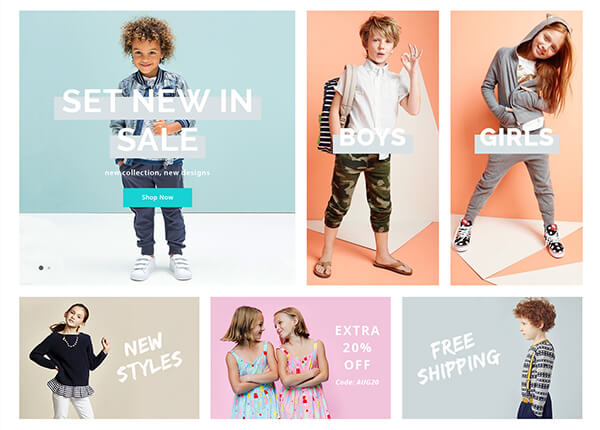 SET NEW IN
SALE
new collection, new designs
Shop Now
BOYS
GIRLS
NEW
STYLES
EXTRA
20%
OFF
Code: AUG20
FREE
SHIPPING